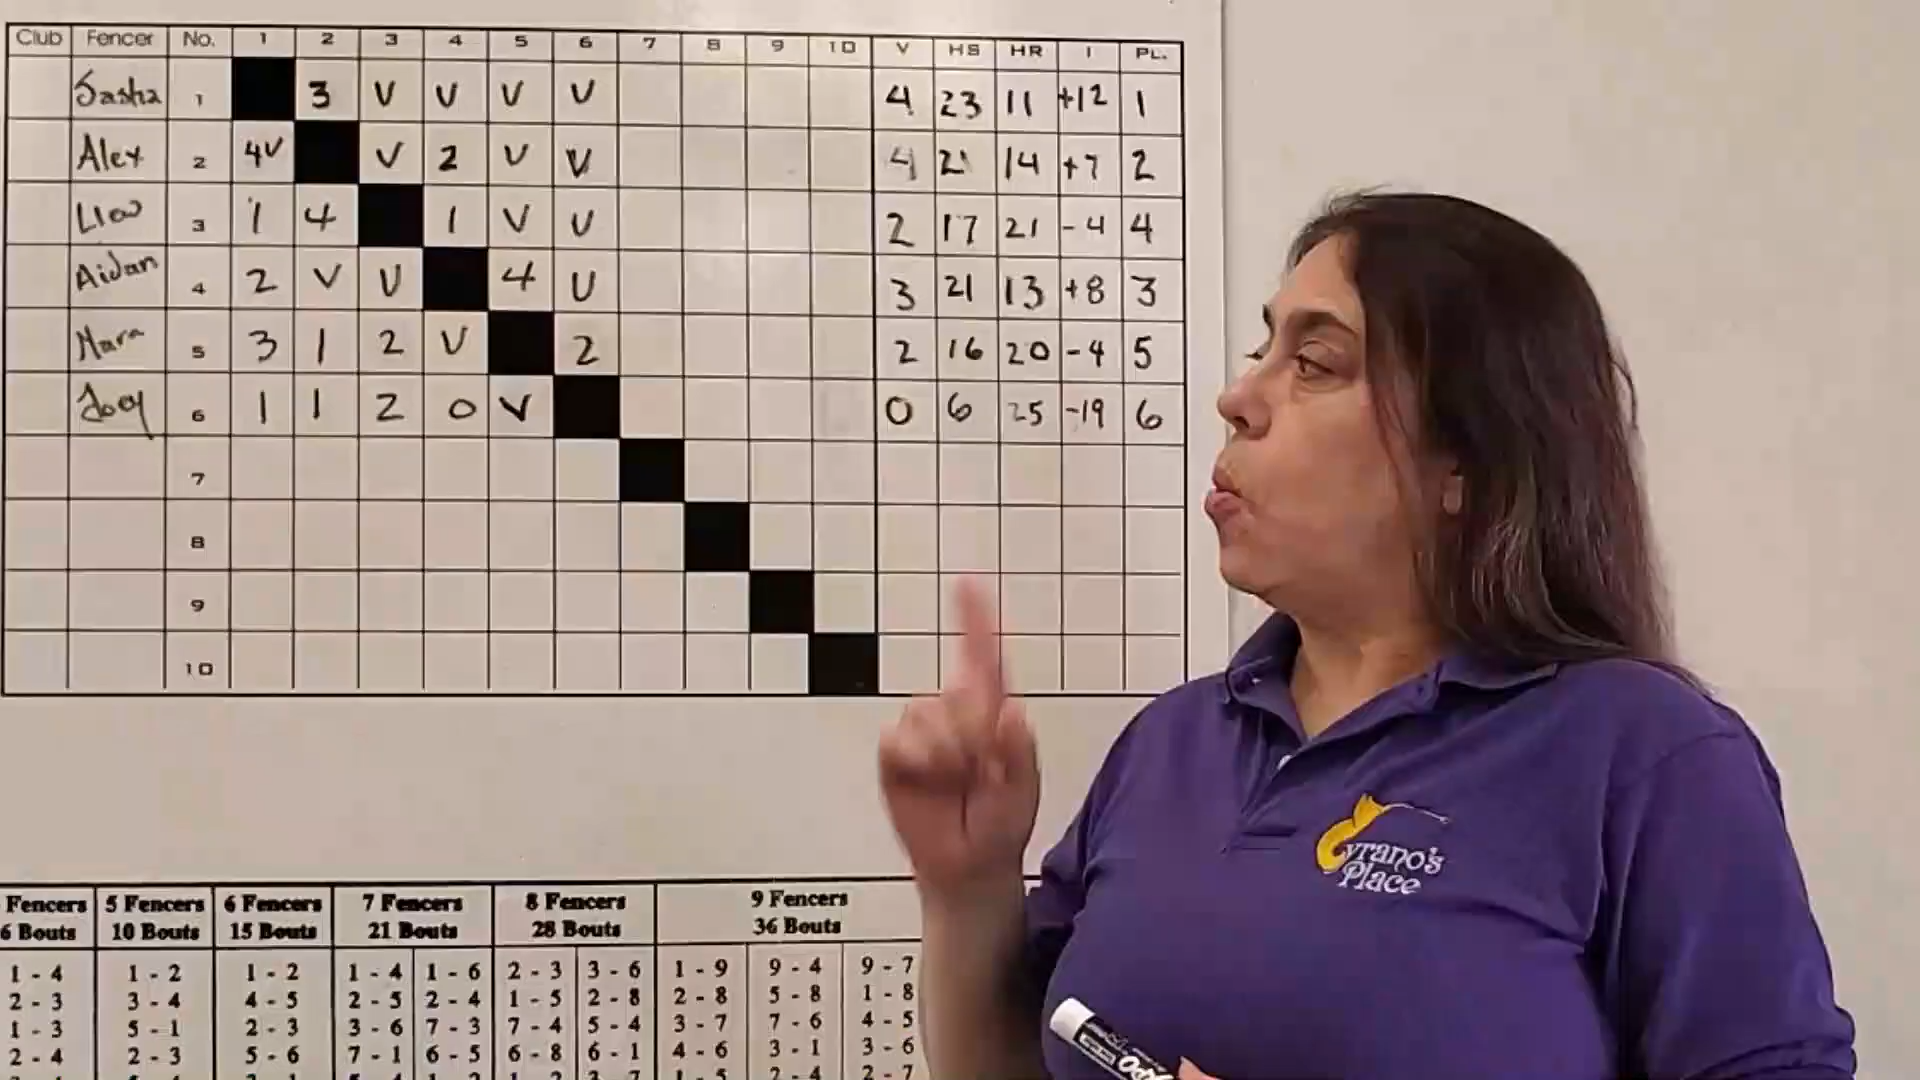 Club Fencer No. 1 2 3 4 5 6 7 8 9 10 V HS HR I PL.
Sasha 1 3 V V V V 4 23 11 +12 1
Alex 2 4V V 2 V V 4 21 14 +7 2
3 1 4 1 V V 2 17 21 -4 4
Aidan 4 2 V V 4 V 3 21 13 +8 3
Mara 5 3 1 2 V 2 2 16 20 -4 5
Joey 6 1 1 2 0 V 0 6 25 -19 6
7
8
9
10
Cyrano's
Place
Fencers 5 Fencers 6 Fencers 7 Fencers 8 Fencers 9 Fencers
6 Bouts 10 Bouts 15 Bouts 21 Bouts 28 Bouts 36 Bouts
1 - 4 1 - 2 1 - 2 1 - 4 1 - 6 2 - 3 3 - 6 1 - 9 9 - 4 9 - 7
2 - 3 3 - 4 4 - 5 2 - 5 2 - 4 1 - 5 2 - 8 2 - 8 5 - 8 1 - 8
1 - 3 5 - 1 2 - 3 3 - 6 7 - 3 7 - 4 5 - 4 3 - 7 7 - 6 4 - 5
2 - 4 2 - 3 5 - 6 7 - 1 6 - 5 6 - 8 6 - 1 4 - 6 3 - 1 3 - 6
1 - 5 2 - 4 2 - 7
EXPO